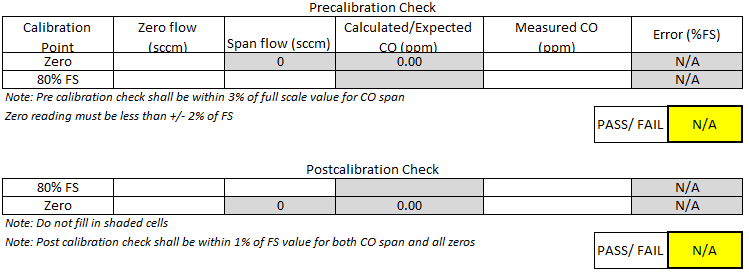 Precalibration Check
Calibration Point Zero flow (sccm) Span flow (sccm) Calculated/Expected CO (ppm) Measured CO (ppm) Error (%FS)
Zero 0 0.00 N/A
80% FS N/A
Note: Pre calibration check shall be within 3% of full scale value for CO span
Zero reading must be less than +/- 2% of FS
PASS/ FAIL N/A
Postcalibration Check
80% FS N/A
Zero 0 0.00 N/A
Note: Do not fill in shaded cells
Note: Post calibration check shall be within 1% of FS value for both CO span and all zeros
PASS/ FAIL N/A